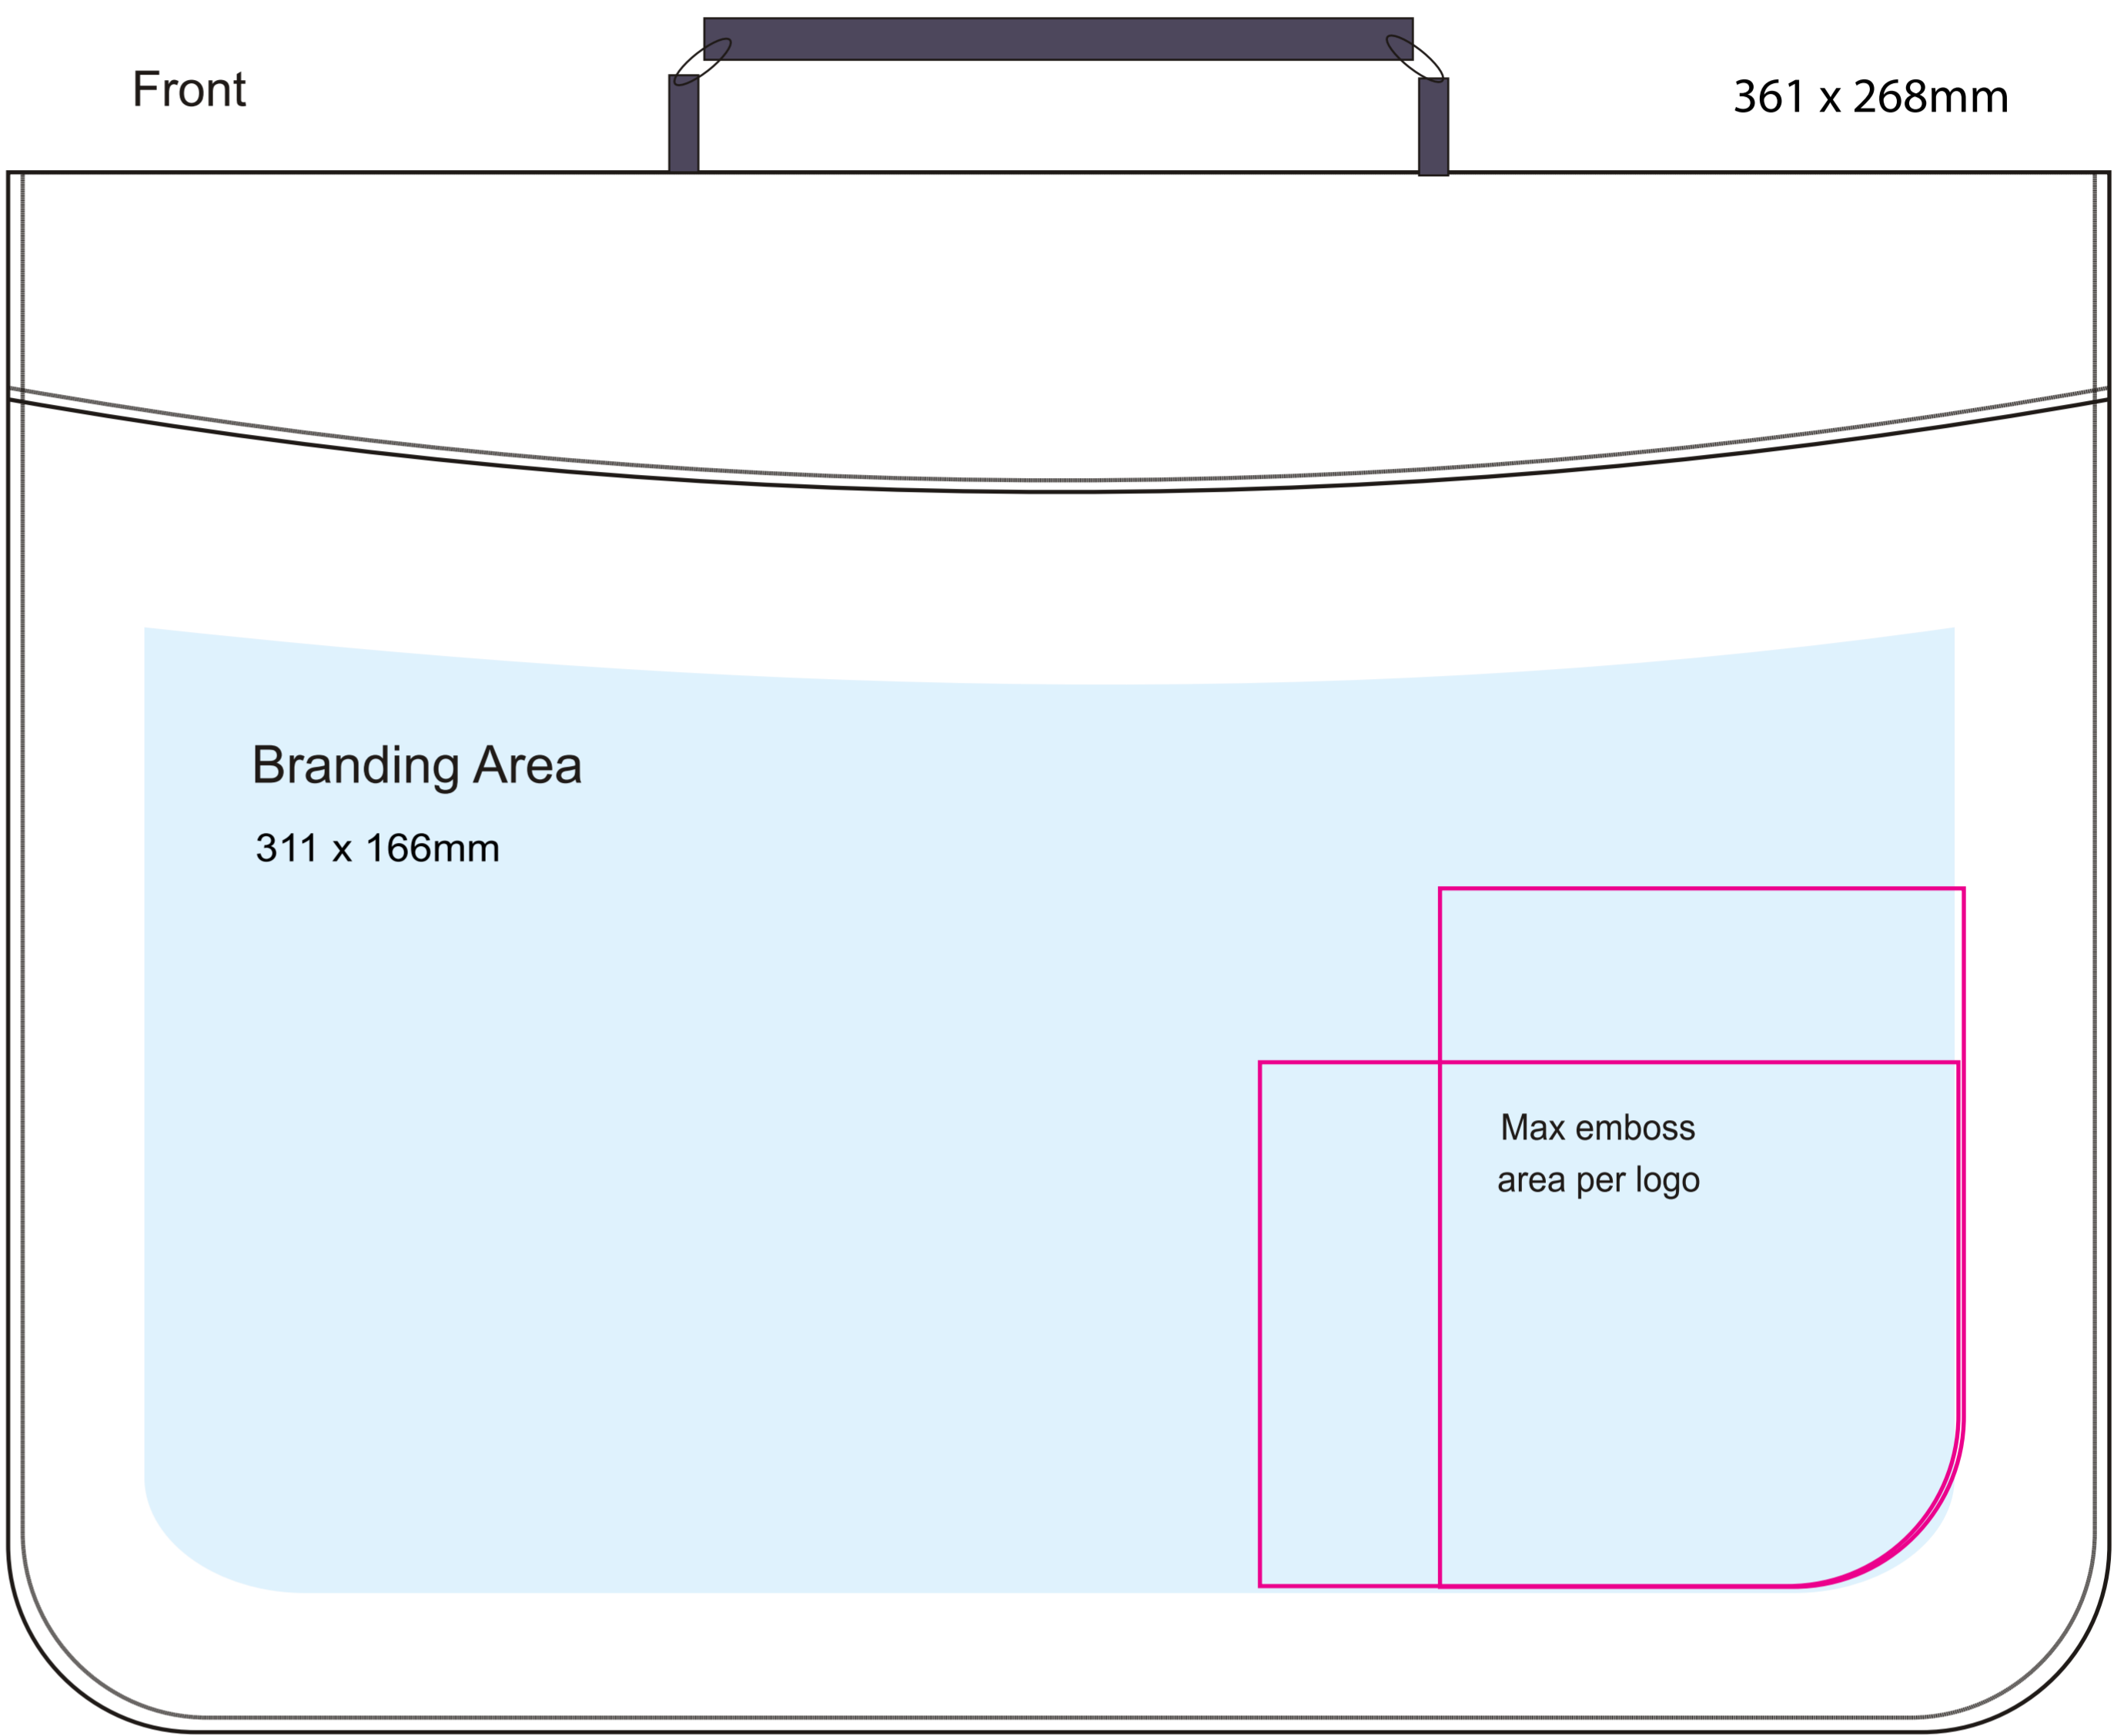 Front
361 x 268mm
Branding Area
311 x 166mm
Max emboss
area per logo